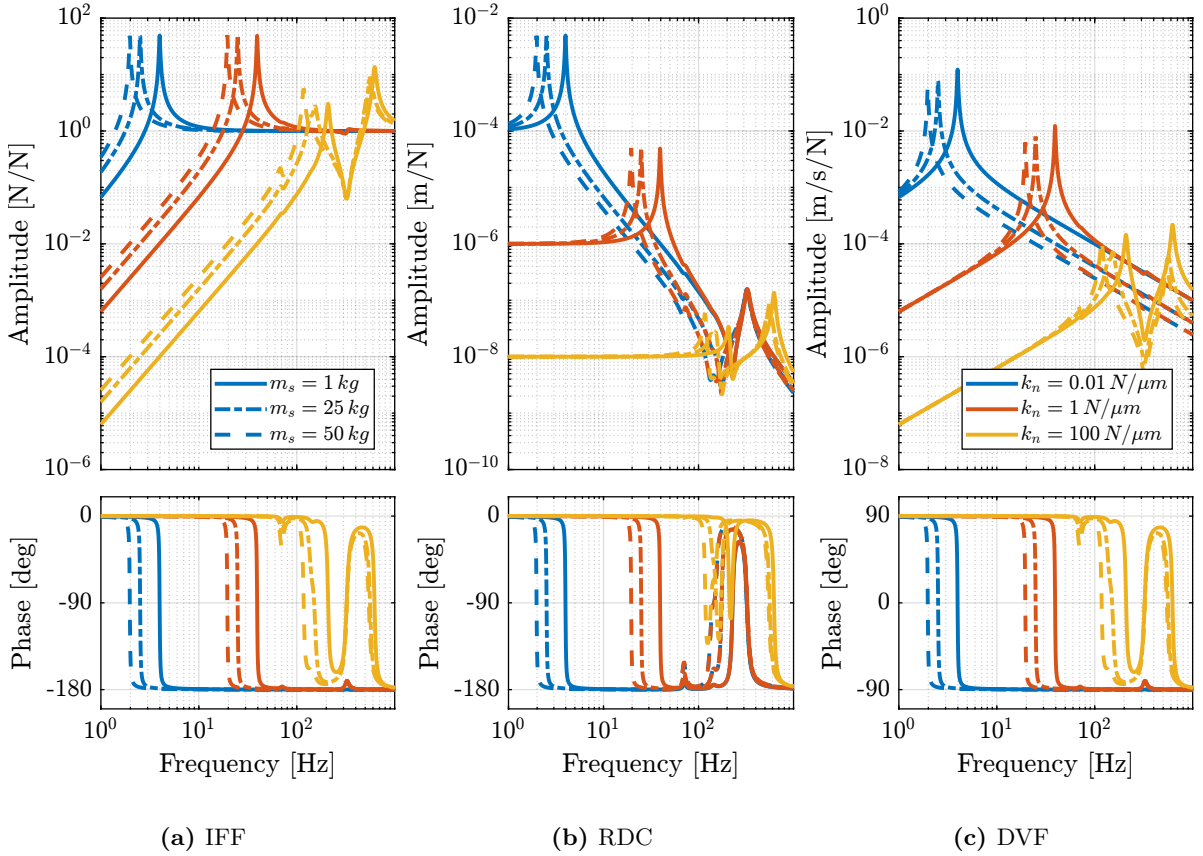 10^2
10^0
10^-2
10^-4
10^-6
Amplitude [N/N]
m_s = 1 kg
m_s = 25 kg
m_s = 50 kg
10^-2
10^-4
10^-6
10^-8
10^-10
Amplitude [m/N]
10^0
10^-2
10^-4
10^-6
10^-8
Amplitude [m/s/N]
k_n = 0.01 N/μm
k_n = 1 N/μm
k_n = 100 N/μm
0
-90
-180
Phase [deg]
10^0 10^1 10^2
Frequency [Hz]
0
-90
-180
Phase [deg]
10^0 10^1 10^2
Frequency [Hz]
90
0
-90
Phase [deg]
10^0 10^1 10^2
Frequency [Hz]
(a) IFF
(b) RDC
(c) DVF